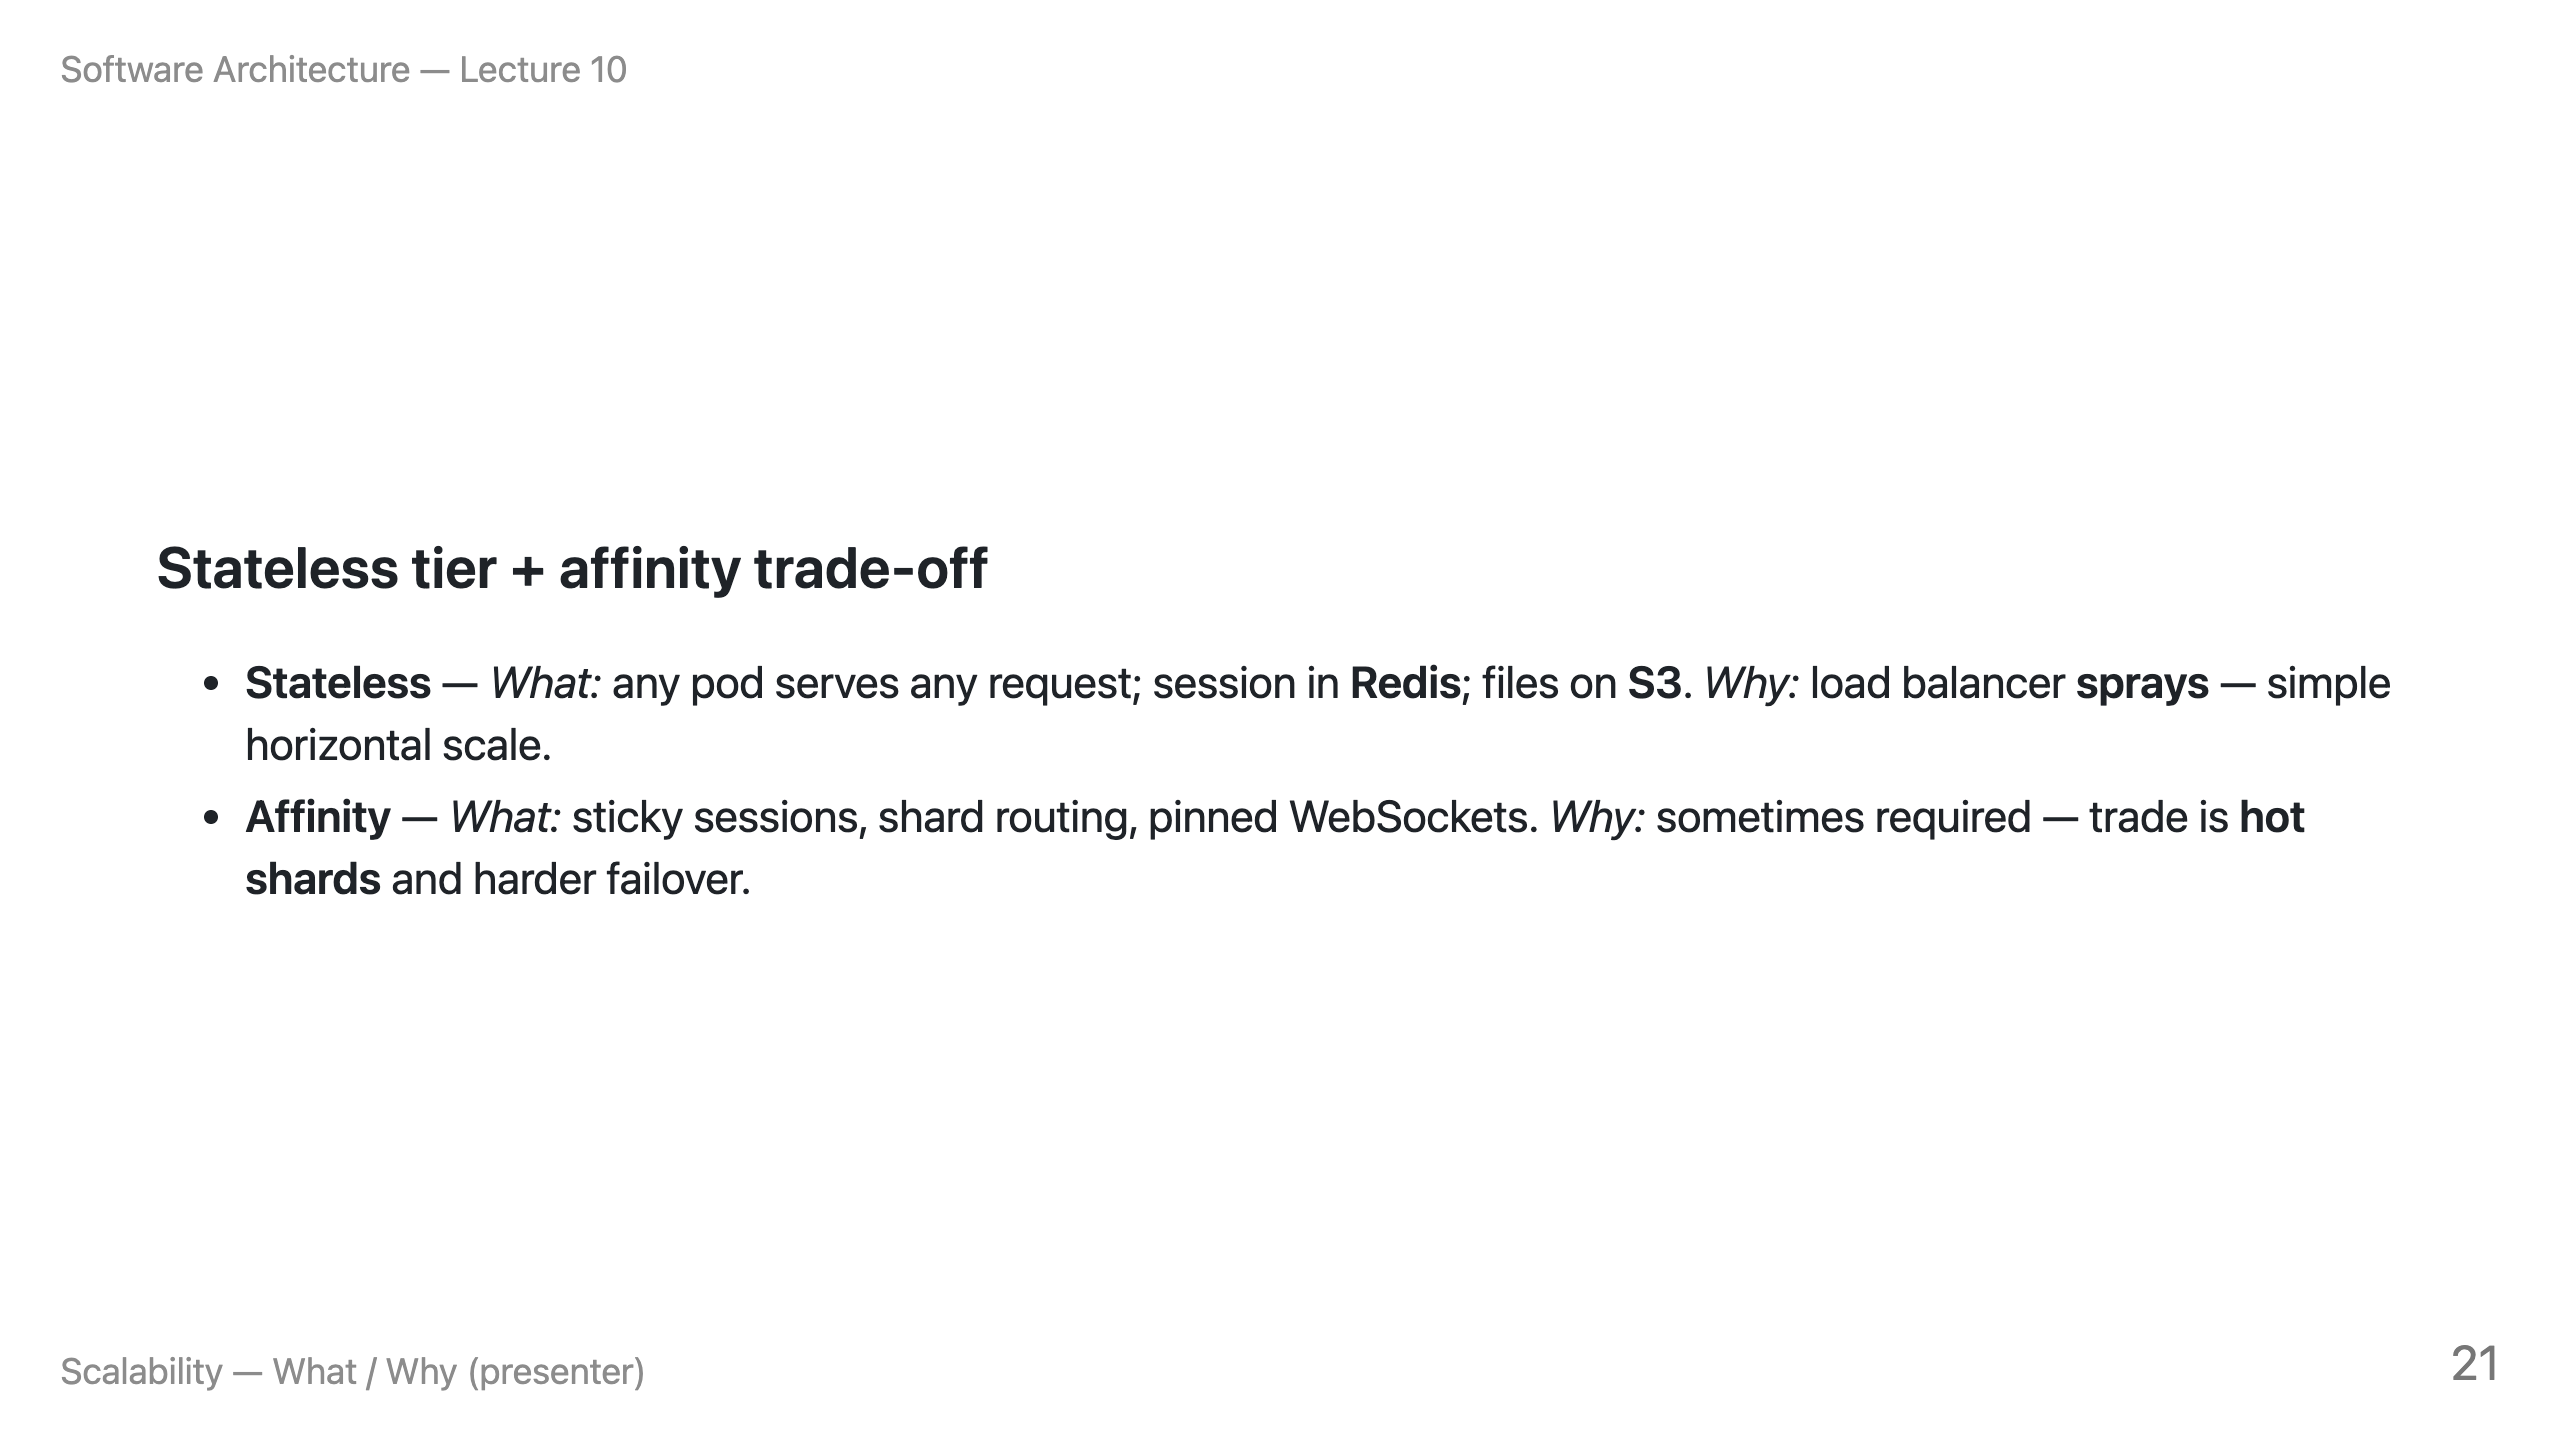 Software Architecture — Lecture 10
Stateless tier + affinity trade-off
• Stateless — What: any pod serves any request; session in Redis; files on S3. Why: load balancer sprays — simple
horizontal scale.
• Affinity — What: sticky sessions, shard routing, pinned WebSockets. Why: sometimes required — trade is hot
shards and harder failover.
Scalability — What / Why (presenter)
21